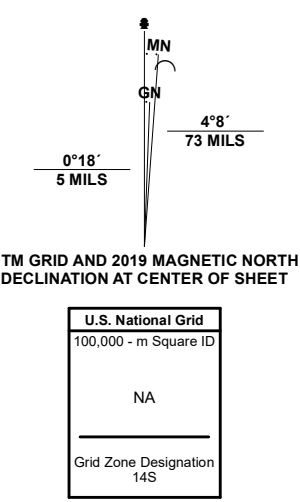 MN
GN
4°8´
73 MILS
0°18´
5 MILS
TM GRID AND 2019 MAGNETIC NORTH
DECLINATION AT CENTER OF SHEET
U.S. National Grid
100,000 - m Square ID
NA
Grid Zone Designation
14S